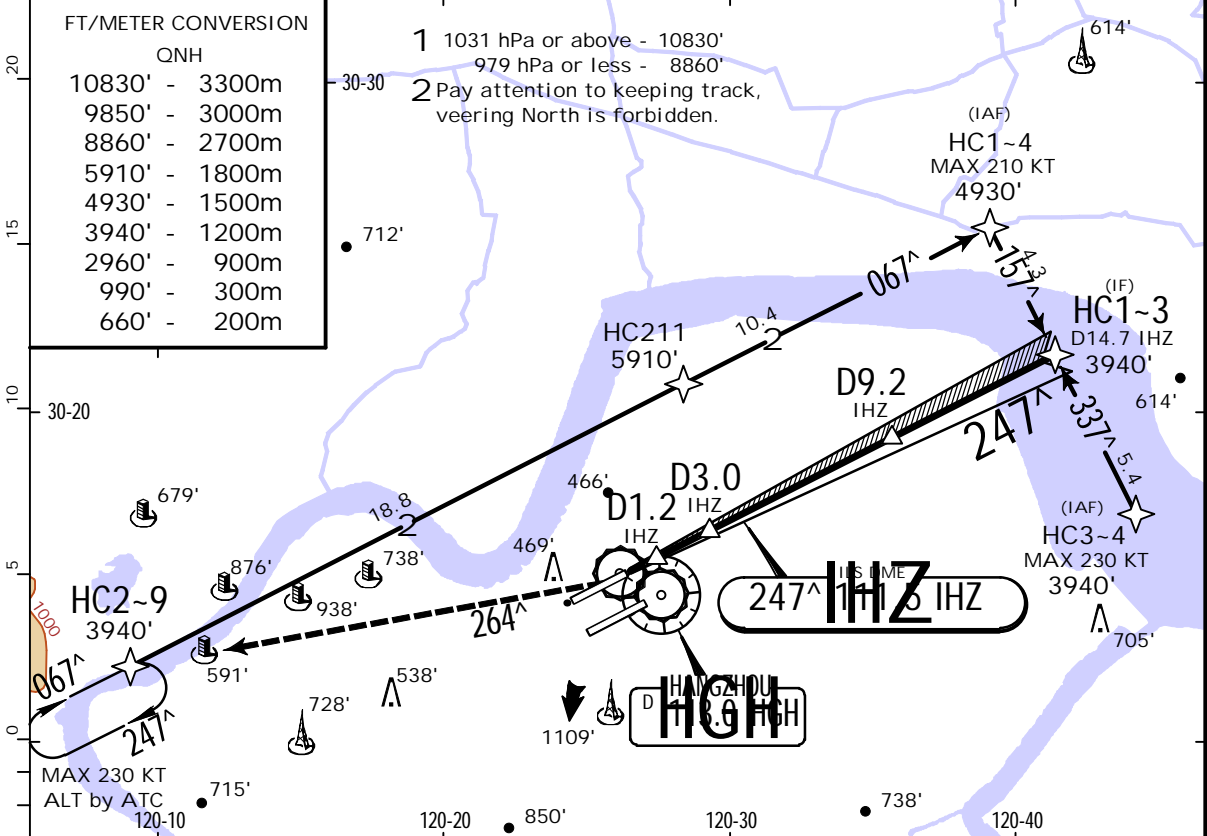 FT/METER CONVERSION
QNH
10830' - 3300m
9850' - 3000m
8860' - 2700m
5910' - 1800m
4930' - 1500m
3940' - 1200m
2960' - 900m
990' - 300m
660' - 200m
1 1031 hPa or above - 10830'
979 hPa or less - 8860'
2 Pay attention to keeping track,
veering North is forbidden.
614'
20
30-30
(IAF)
HC1~4
MAX 210 KT
4930'
15
712'
067^
157^
4.3
(IF)
HC1~3
D14.7 IHZ
3940'
614'
HC211
5910'
10.4
2
D9.2
IHZ
247^
337^
5.4
10
30-20
466'
D3.0
IHZ
D1.2
IHZ
679'
18.8
2
(IAF)
HC3~4
MAX 230 KT
3940'
705'
469'
738'
876'
938'
5
1000
HC2~9
3940'
264^
ILS DME
247^ IHZ
IHZ
591'
067^
247^
538'
728'
1109'
HANGZHOU
D 113.0 HGH
HGH
0
MAX 230 KT
ALT by ATC
715'
850'
738'
120-10
120-20
120-30
120-40